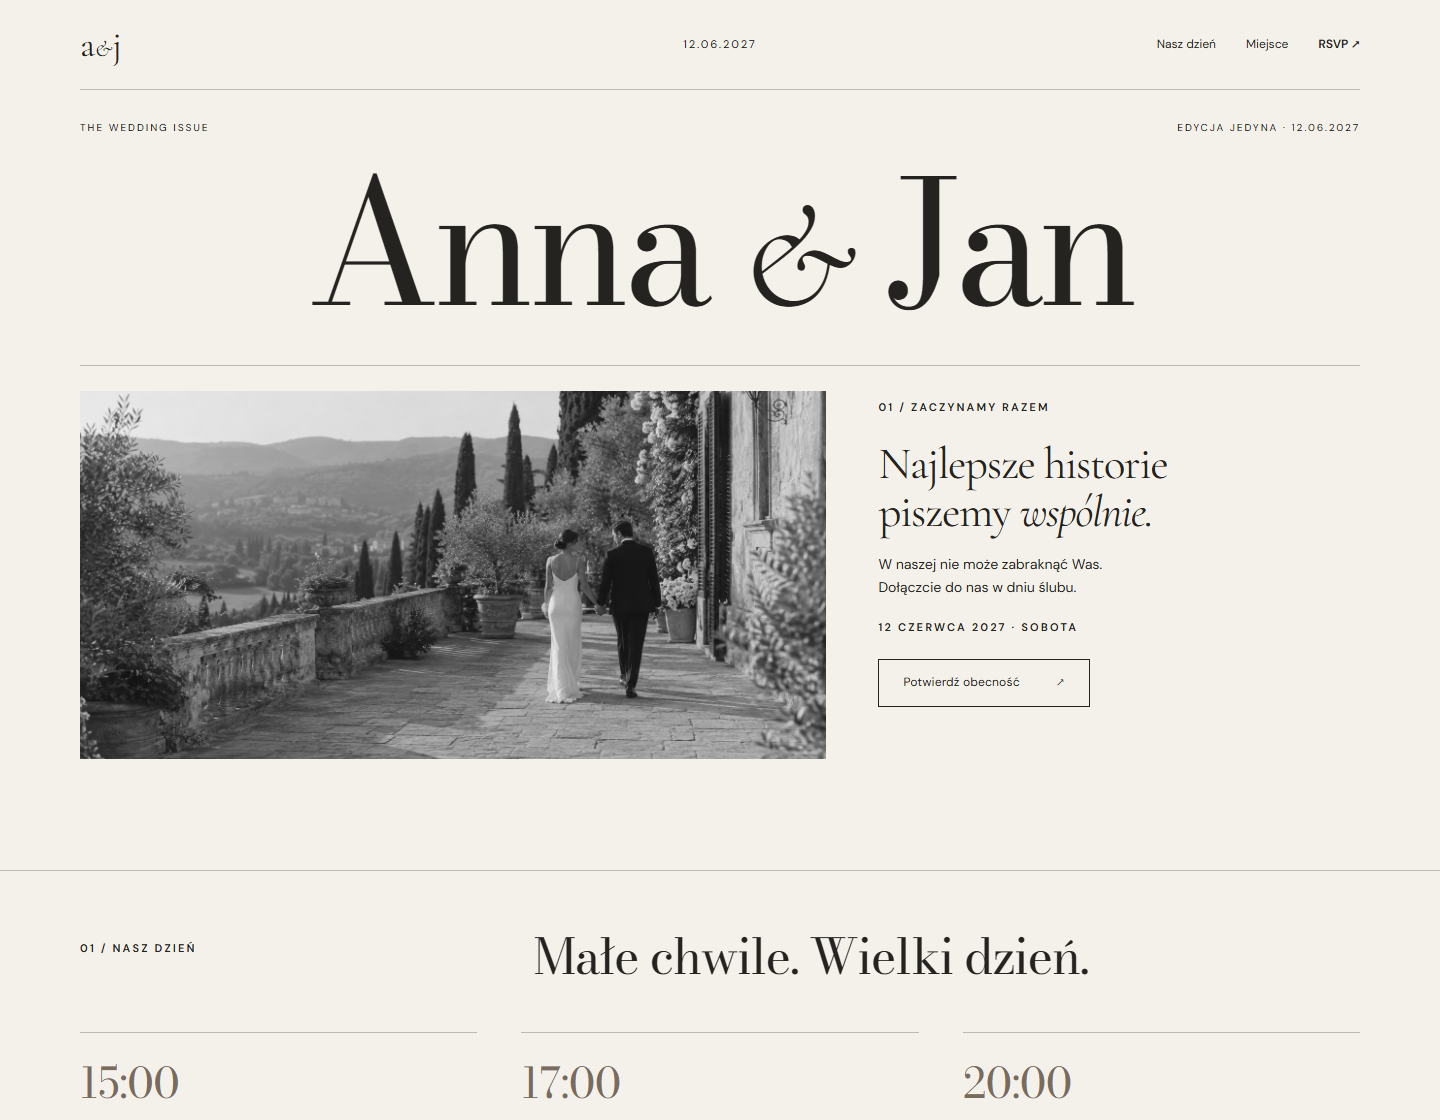 a&j
12.06.2027
Nasz dzień
Miejsce
RSVP ↗
THE WEDDING ISSUE
EDYCJA JEDYNA · 12.06.2027
Anna & Jan
01 / ZACZYNAMY RAZEM
Najlepsze historie
piszemy wspólnie.
W naszej nie może zabraknąć Was.
Dołączcie do nas w dniu ślubu.
12 CZERWCA 2027 · SOBOTA
Potwierdź obecność ↗
01 / NASZ DZIEŃ
Małe chwile. Wielki dzień.
15:00
17:00
20:00